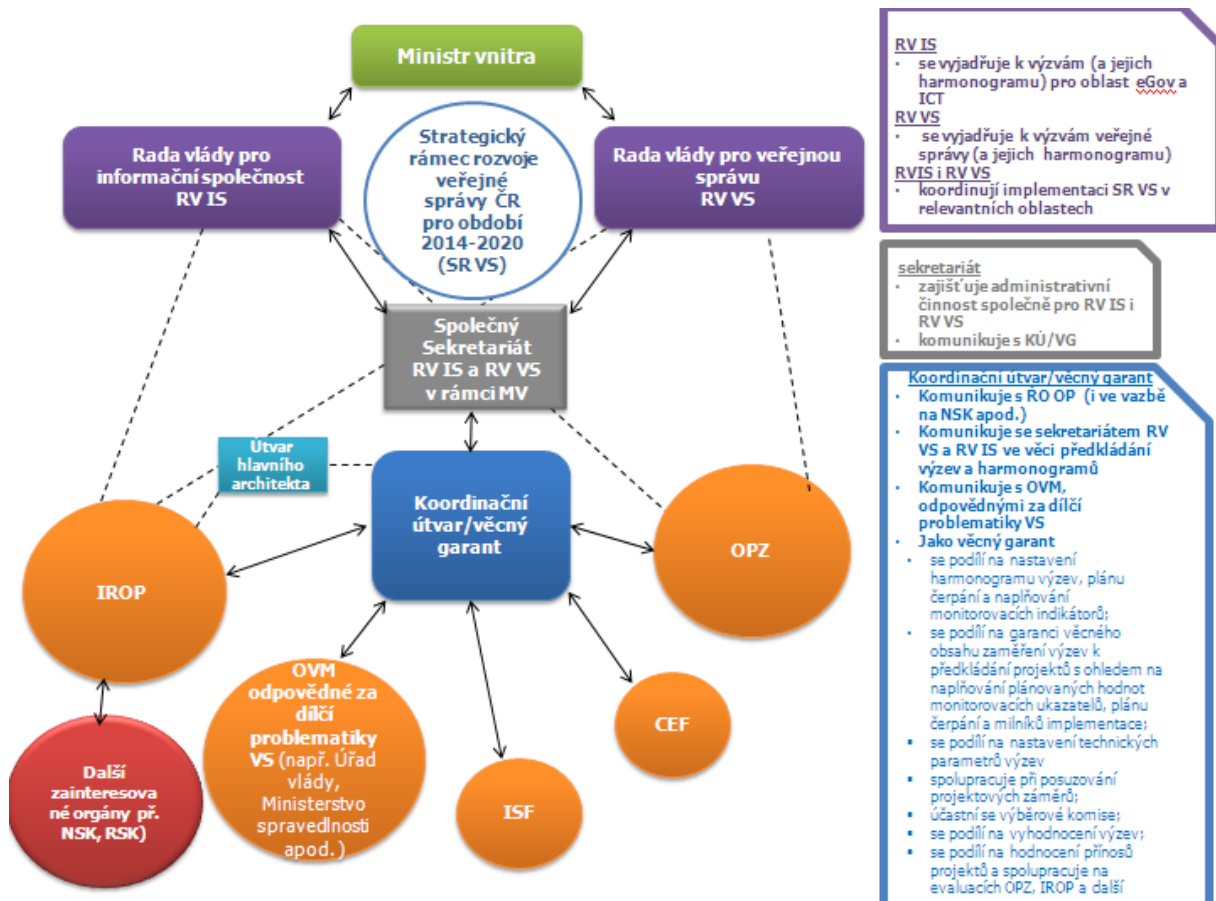 Ministr vnitra
Rada vlády pro
informační společnost
RV IS
Strategický
rámec rozvoje
veřejné
správy ČR
pro období
2014-2020
(SR VS)
Rada vlády pro veřejnou
správu
RV VS
Společný
Sekretariát
RV IS a RV VS
v rámci MV
Útvar
hlavního
architekta
Koordinační
útvar/věcný
garant
IROP
OPZ
OVM
odpovědné za
dílčí
problematiky
VS (např. Úřad
vlády,
Ministerstvo
spravedlnosti
apod.)
CEF
ISF
Další
zainteresova
né orgány př.
NSK, RSK)
RV IS
• se vyjadřuje k výzvám (a jejich
harmonogramu) pro oblast eGov a
ICT
RV VS
• se vyjadřuje k výzvám veřejné
správy (a jejich harmonogramu)
RVIS i RV VS
• koordinují implementaci SR VS v
relevantních oblastech
sekretariát
• zajišťuje administrativní
činnost společně pro RV IS i
RV VS
• komunikuje s KÚ/VG
Koordinační útvar/věcný garant
• Komunikuje s ŘO OP (i ve vazbě
na NSK apod.)
• Komunikuje se sekretariátem RV
VS a RV IS ve věci předkládání
výzev a harmonogramů
• Komunikuje s OVM,
odpovědnými za dílčí
problematiky VS
• Jako věcný garant
• se podílí na nastavení
harmonogramu výzev, plánu
čerpání a naplňování
monitorovacích indikátorů;
• se podílí na garanci věcného
obsahu zaměření výzev k
předkládání projektů s ohledem na
naplňování plánovaných hodnot
monitorovacích ukazatelů, plánu
čerpání a milníků implementace;
▪ se podílí na nastavení technických
parametrů výzev
▪ spolupracuje při posuzování
projektových záměrů;
▪ účastní se výběrové komise;
▪ se podílí na vyhodnocení výzev;
▪ se podílí na hodnocení přínosů
projektů a spolupracuje na
evaluacích OPZ, IROP a další